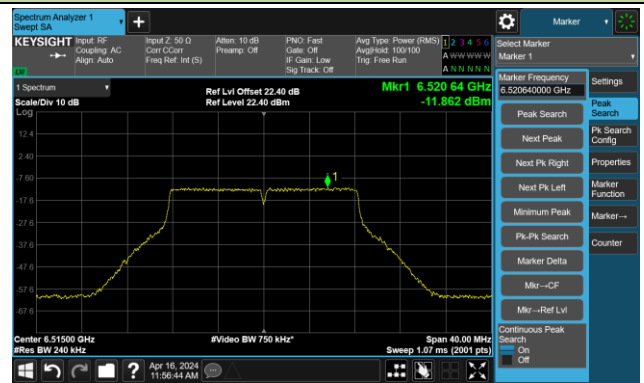 Spectrum Analyzer 1
Swept SA
Marker
KEYSIGHT
Input: RF
Coupling: AC
Align: Auto
Input Z: 50 Ω
Corr CCorr
Freq Ref: Int (S)
Atten: 10 dB
Preamp: Off
PNO: Fast
Gate: Off
IF Gain: Low
Sig Track: Off
Avg Type: Power (RMS)
Avg|Hold: 100/100
Trig: Free Run
1 2 3 4 5 6
A W W W W W
A N N N N N
LU
Select Marker
Marker 1
1 Spectrum
Scale/Div 10 dB
Log
Ref Lvl Offset 22.40 dB
Ref Level 22.40 dBm
Mkr1 6.520 64 GHz
-11.862 dBm
1
12.4
2.40
-7.60
-17.6
-27.6
-37.6
-47.6
-57.6
-67.6
Center 6.51500 GHz
#Res BW 240 kHz
#Video BW 750 kHz*
Span 40.00 MHz
Sweep 1.07 ms (2001 pts)
Marker Frequency
6.520640000 GHz
Peak Search
Next Peak
Next Pk Right
Next Pk Left
Minimum Peak
Pk-Pk Search
Marker Delta
Mkr→CF
Mkr→Ref Lvl
Continuous Peak
Search
On
Off
Settings
Peak
Search
Pk Search
Config
Properties
Marker
Function
Marker→
Counter
?
Apr 16, 2024
11:56:44 AM